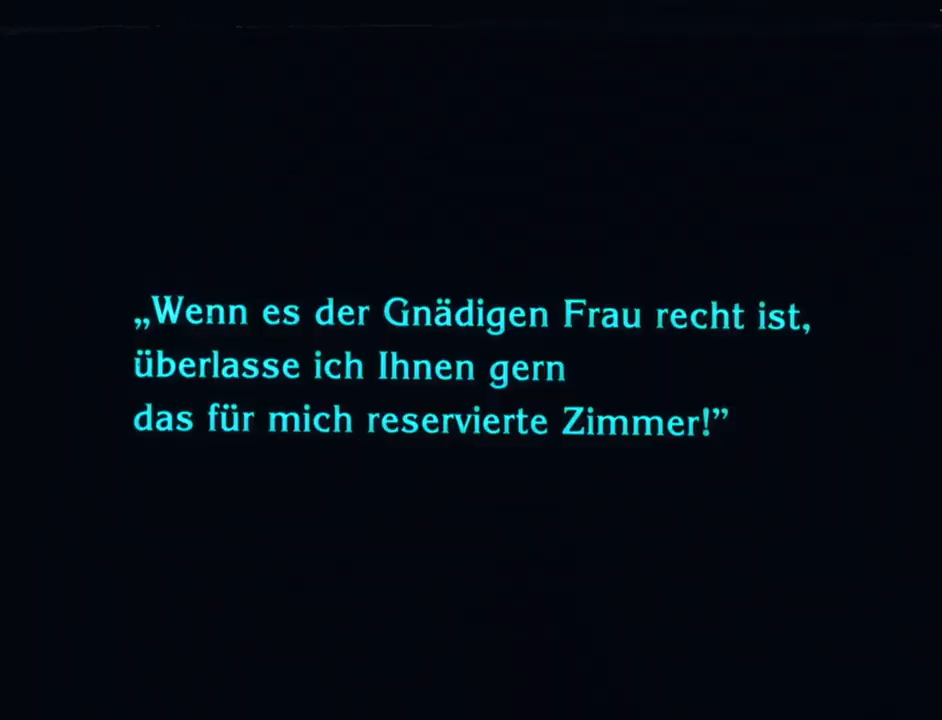 „Wenn es der Gnädigen Frau recht ist,
überlasse ich Ihnen gern
das für mich reservierte Zimmer!”